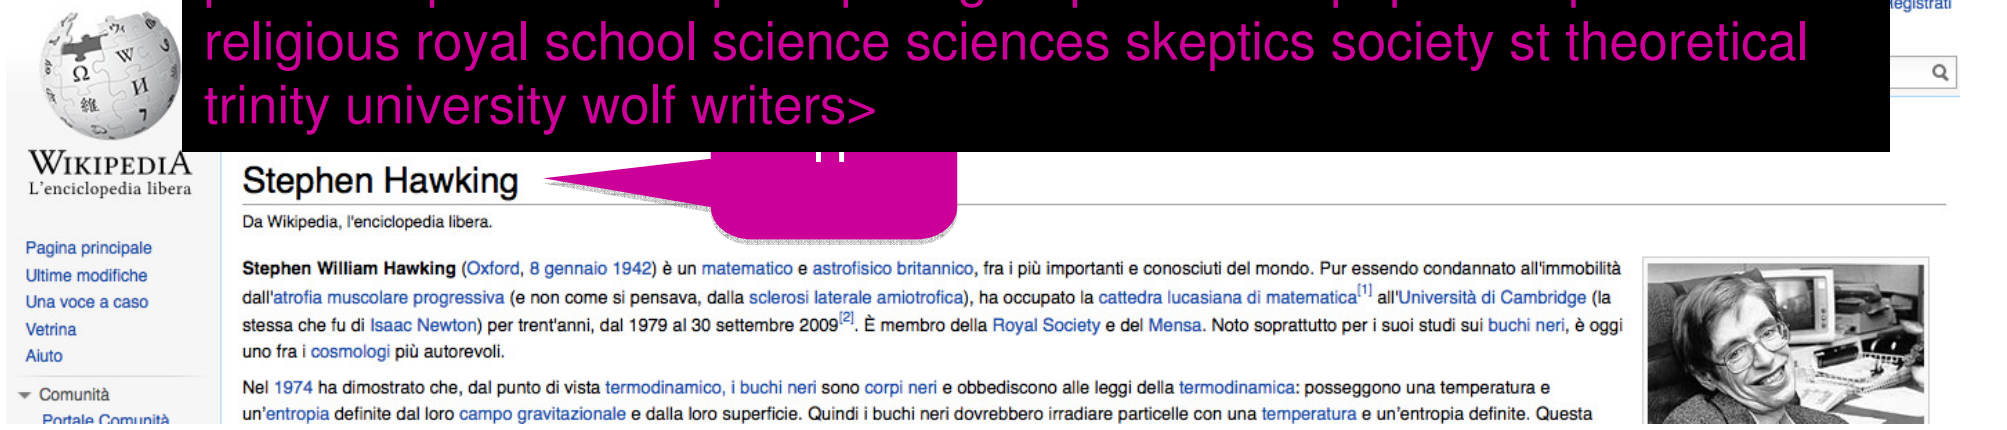 religious royal school science sciences skeptics society st theoretical
trinity university wolf writers>
WIKIPEDIA
L'enciclopedia libera
Stephen Hawking
Da Wikipedia, l'enciclopedia libera.
Pagina principale
Ultime modifiche
Una voce a caso
Vetrina
Aiuto
Comunità
Portale Comunità
Stephen William Hawking (Oxford, 8 gennaio 1942) è un matematico e astrofisico britannico, fra i più importanti e conosciuti del mondo. Pur essendo condannato all'immobilità
dall'atrofia muscolare progressiva (e non come si pensava, dalla sclerosi laterale amiotrofica), ha occupato la cattedra lucasiana di matematica[1] all'Università di Cambridge (la
stessa che fu di Isaac Newton) per trent'anni, dal 1979 al 30 settembre 2009[2]. È membro della Royal Society e del Mensa. Noto soprattutto per i suoi studi sui buchi neri, è oggi
uno fra i cosmologi più autorevoli.
Nel 1974 ha dimostrato che, dal punto di vista termodinamico, i buchi neri sono corpi neri e obbediscono alle leggi della termodinamica: posseggono una temperatura e
un'entropia definite dal loro campo gravitazionale e dalla loro superficie. Quindi i buchi neri dovrebbero irradiare particelle con una temperatura e un'entropia definite. Questa